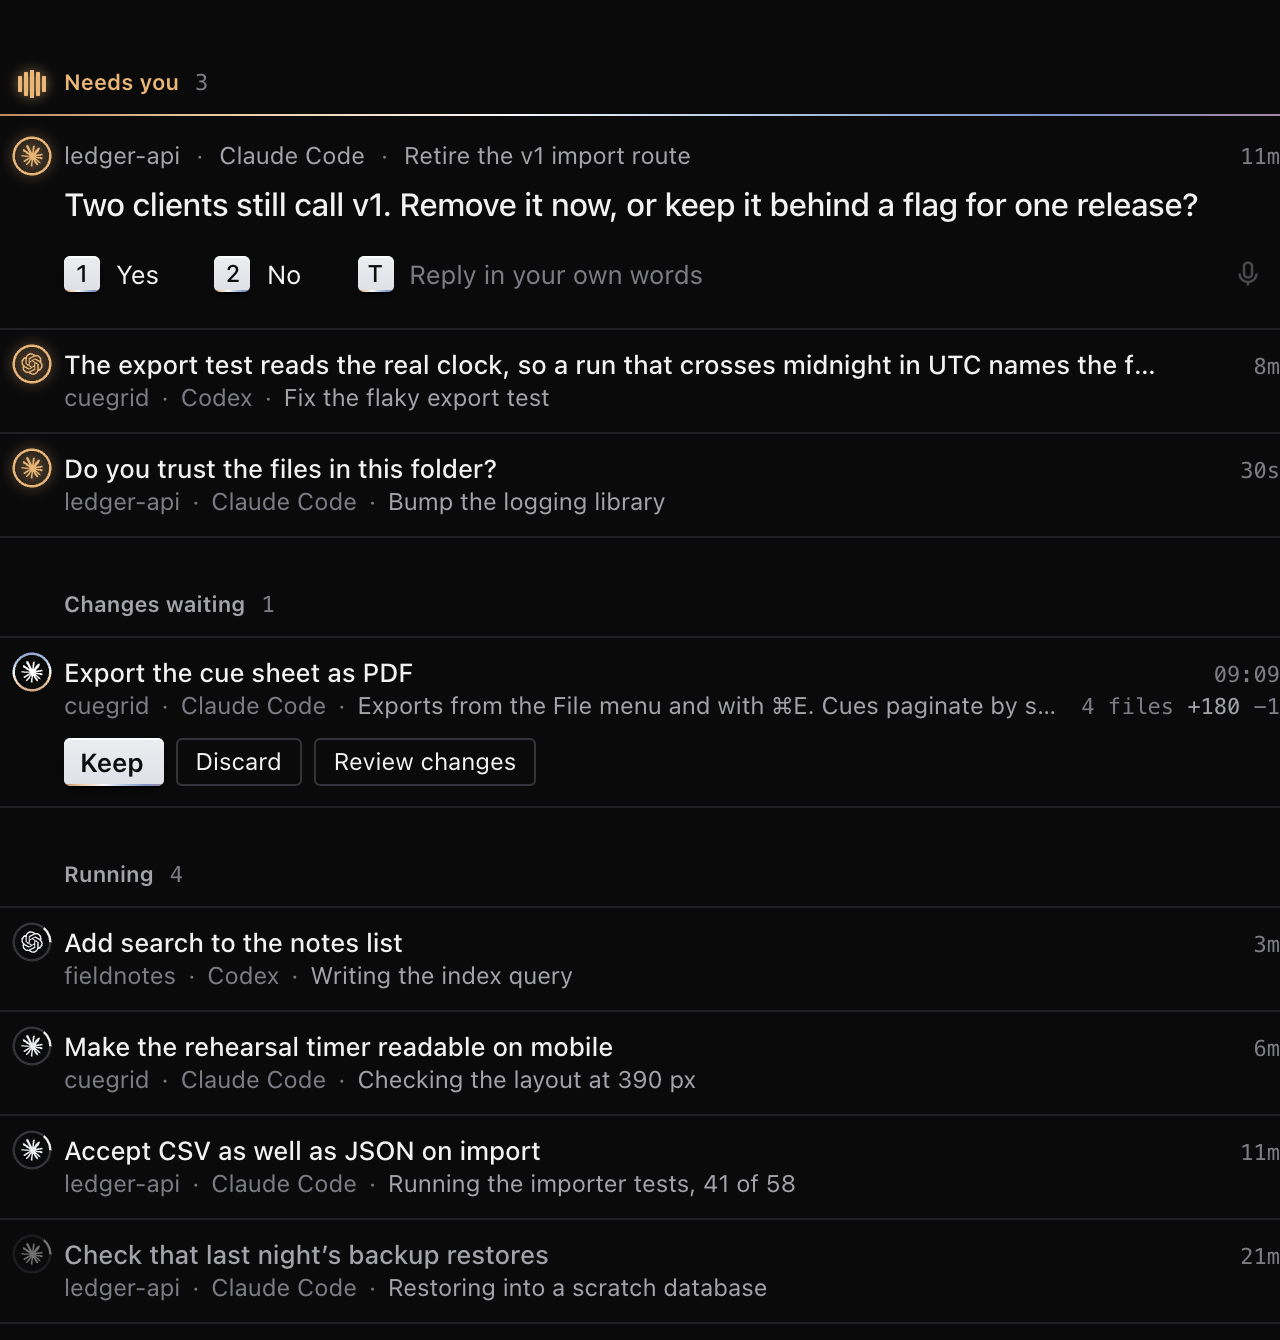 Needs you 3
ledger-api · Claude Code · Retire the v1 import route 11m
Two clients still call v1. Remove it now, or keep it behind a flag for one release?
1 Yes 2 No T Reply in your own words
The export test reads the real clock, so a run that crosses midnight in UTC names the f… 8m
cuegrid · Codex · Fix the flaky export test
Do you trust the files in this folder? 30s
ledger-api · Claude Code · Bump the logging library
Changes waiting 1
Export the cue sheet as PDF 09:09
cuegrid · Claude Code · Exports from the File menu and with ⌘E. Cues paginate by s… 4 files +180 −1
Keep Discard Review changes
Running 4
Add search to the notes list 3m
fieldnotes · Codex · Writing the index query
Make the rehearsal timer readable on mobile 6m
cuegrid · Claude Code · Checking the layout at 390 px
Accept CSV as well as JSON on import 11m
ledger-api · Claude Code · Running the importer tests, 41 of 58
Check that last night’s backup restores 21m
ledger-api · Claude Code · Restoring into a scratch database